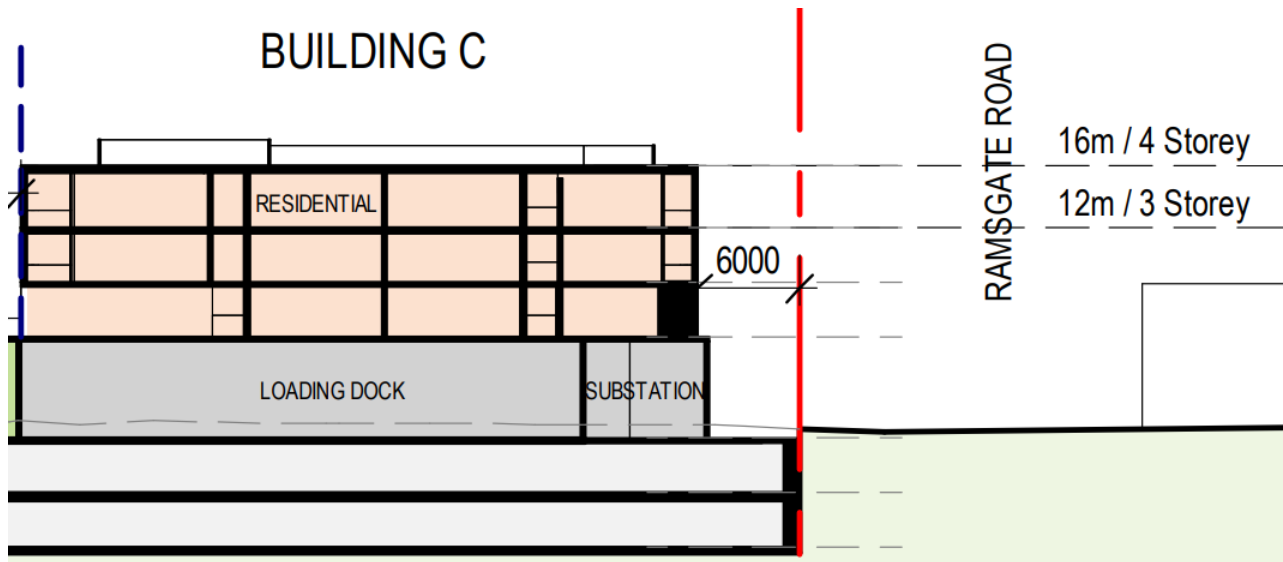 BUILDING C
RAMSGATE ROAD
16m / 4 Storey
RESIDENTIAL
12m / 3 Storey
6000
LOADING DOCK
SUBSTATION